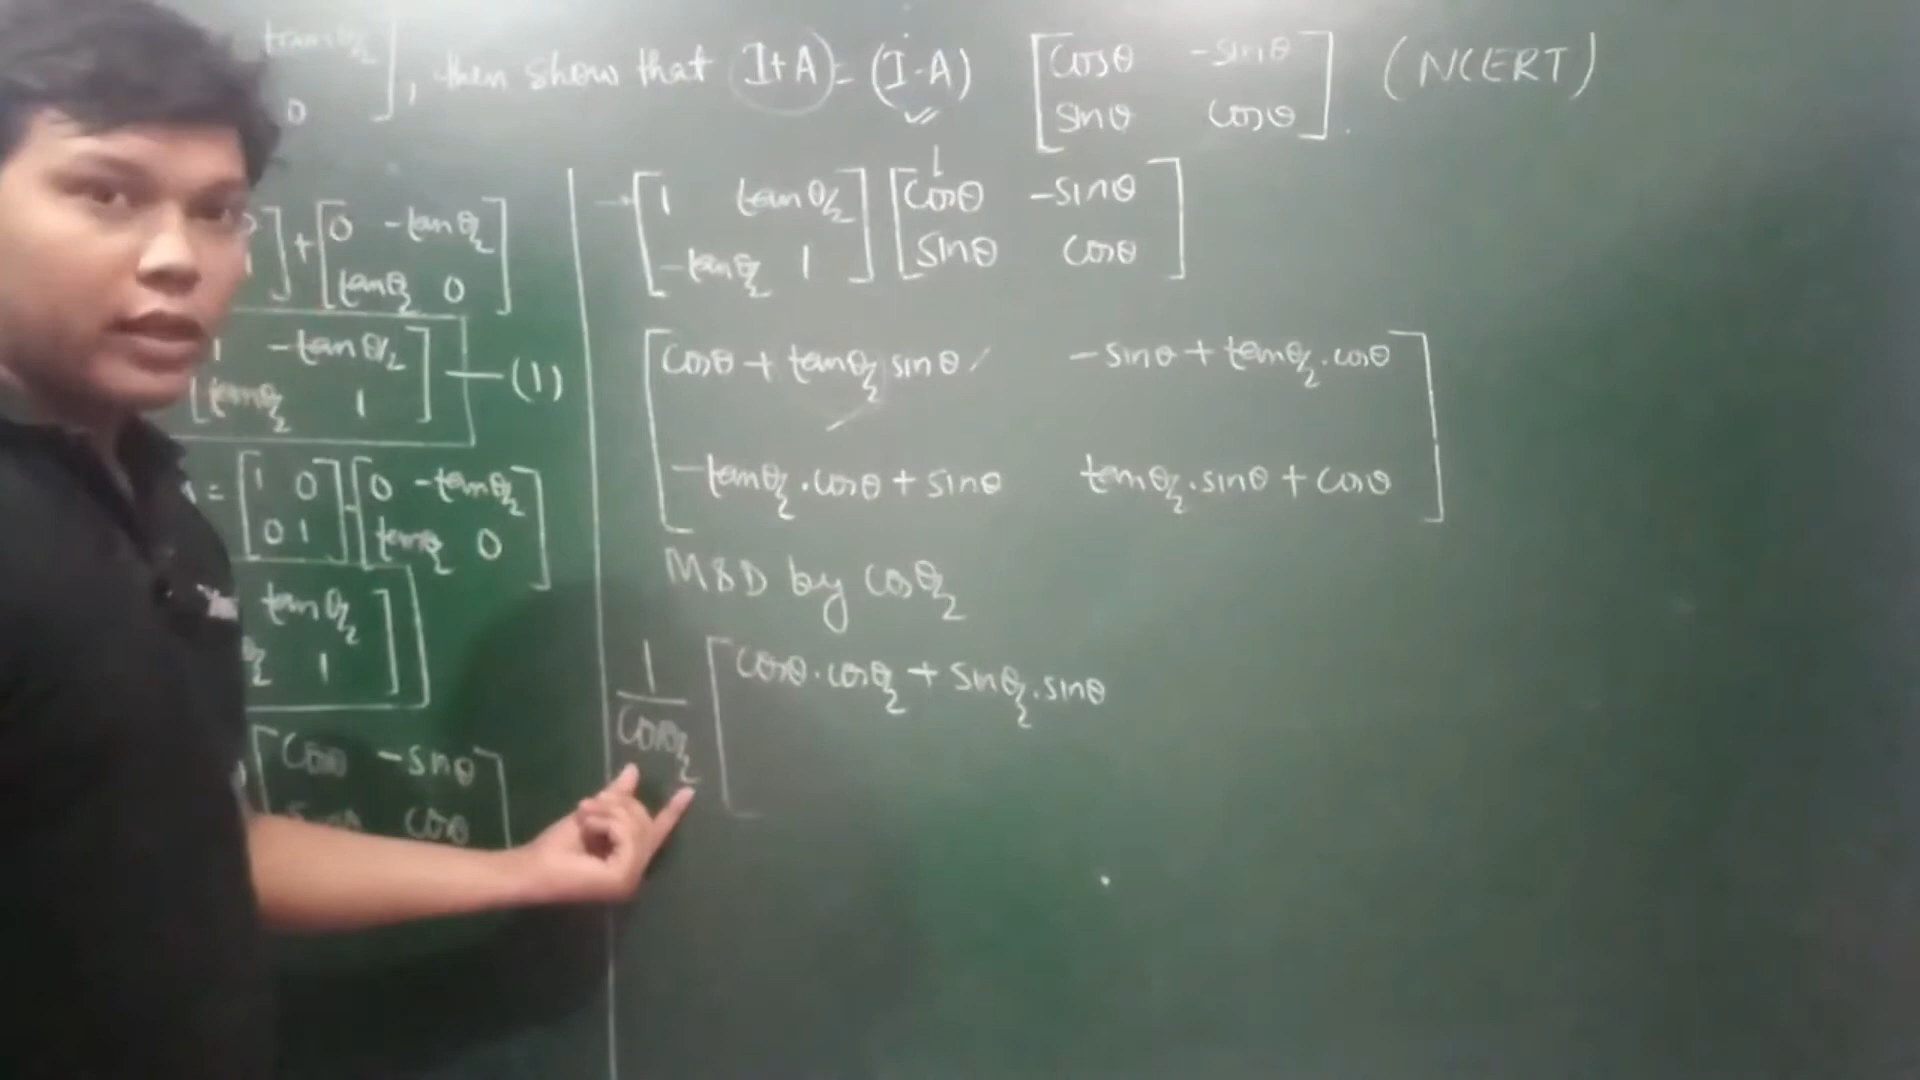 tanθ/2
0 ], then show that I+A = (I-A) [cosθ -sinθ (NCERT)
sinθ cosθ].
] + [0 -tanθ/2
tanθ/2 0]
1 -tanθ/2
[tanθ/2 1] — (1)
= [1 0 - [0 -tanθ/2
0 1] tanθ/2 0]
tanθ/2
1]
[cosθ -sinθ
cosθ]
→ [1 tanθ/2 [cosθ -sinθ
-tanθ/2 1] sinθ cosθ]
[cosθ + tanθ/2 sinθ -sinθ + tanθ/2 . cosθ
-tanθ/2 . cosθ + sinθ tanθ/2 . sinθ + cosθ]
M&D by cosθ/2
1/cosθ/2 [cosθ . cosθ/2 + sinθ/2 . sinθ